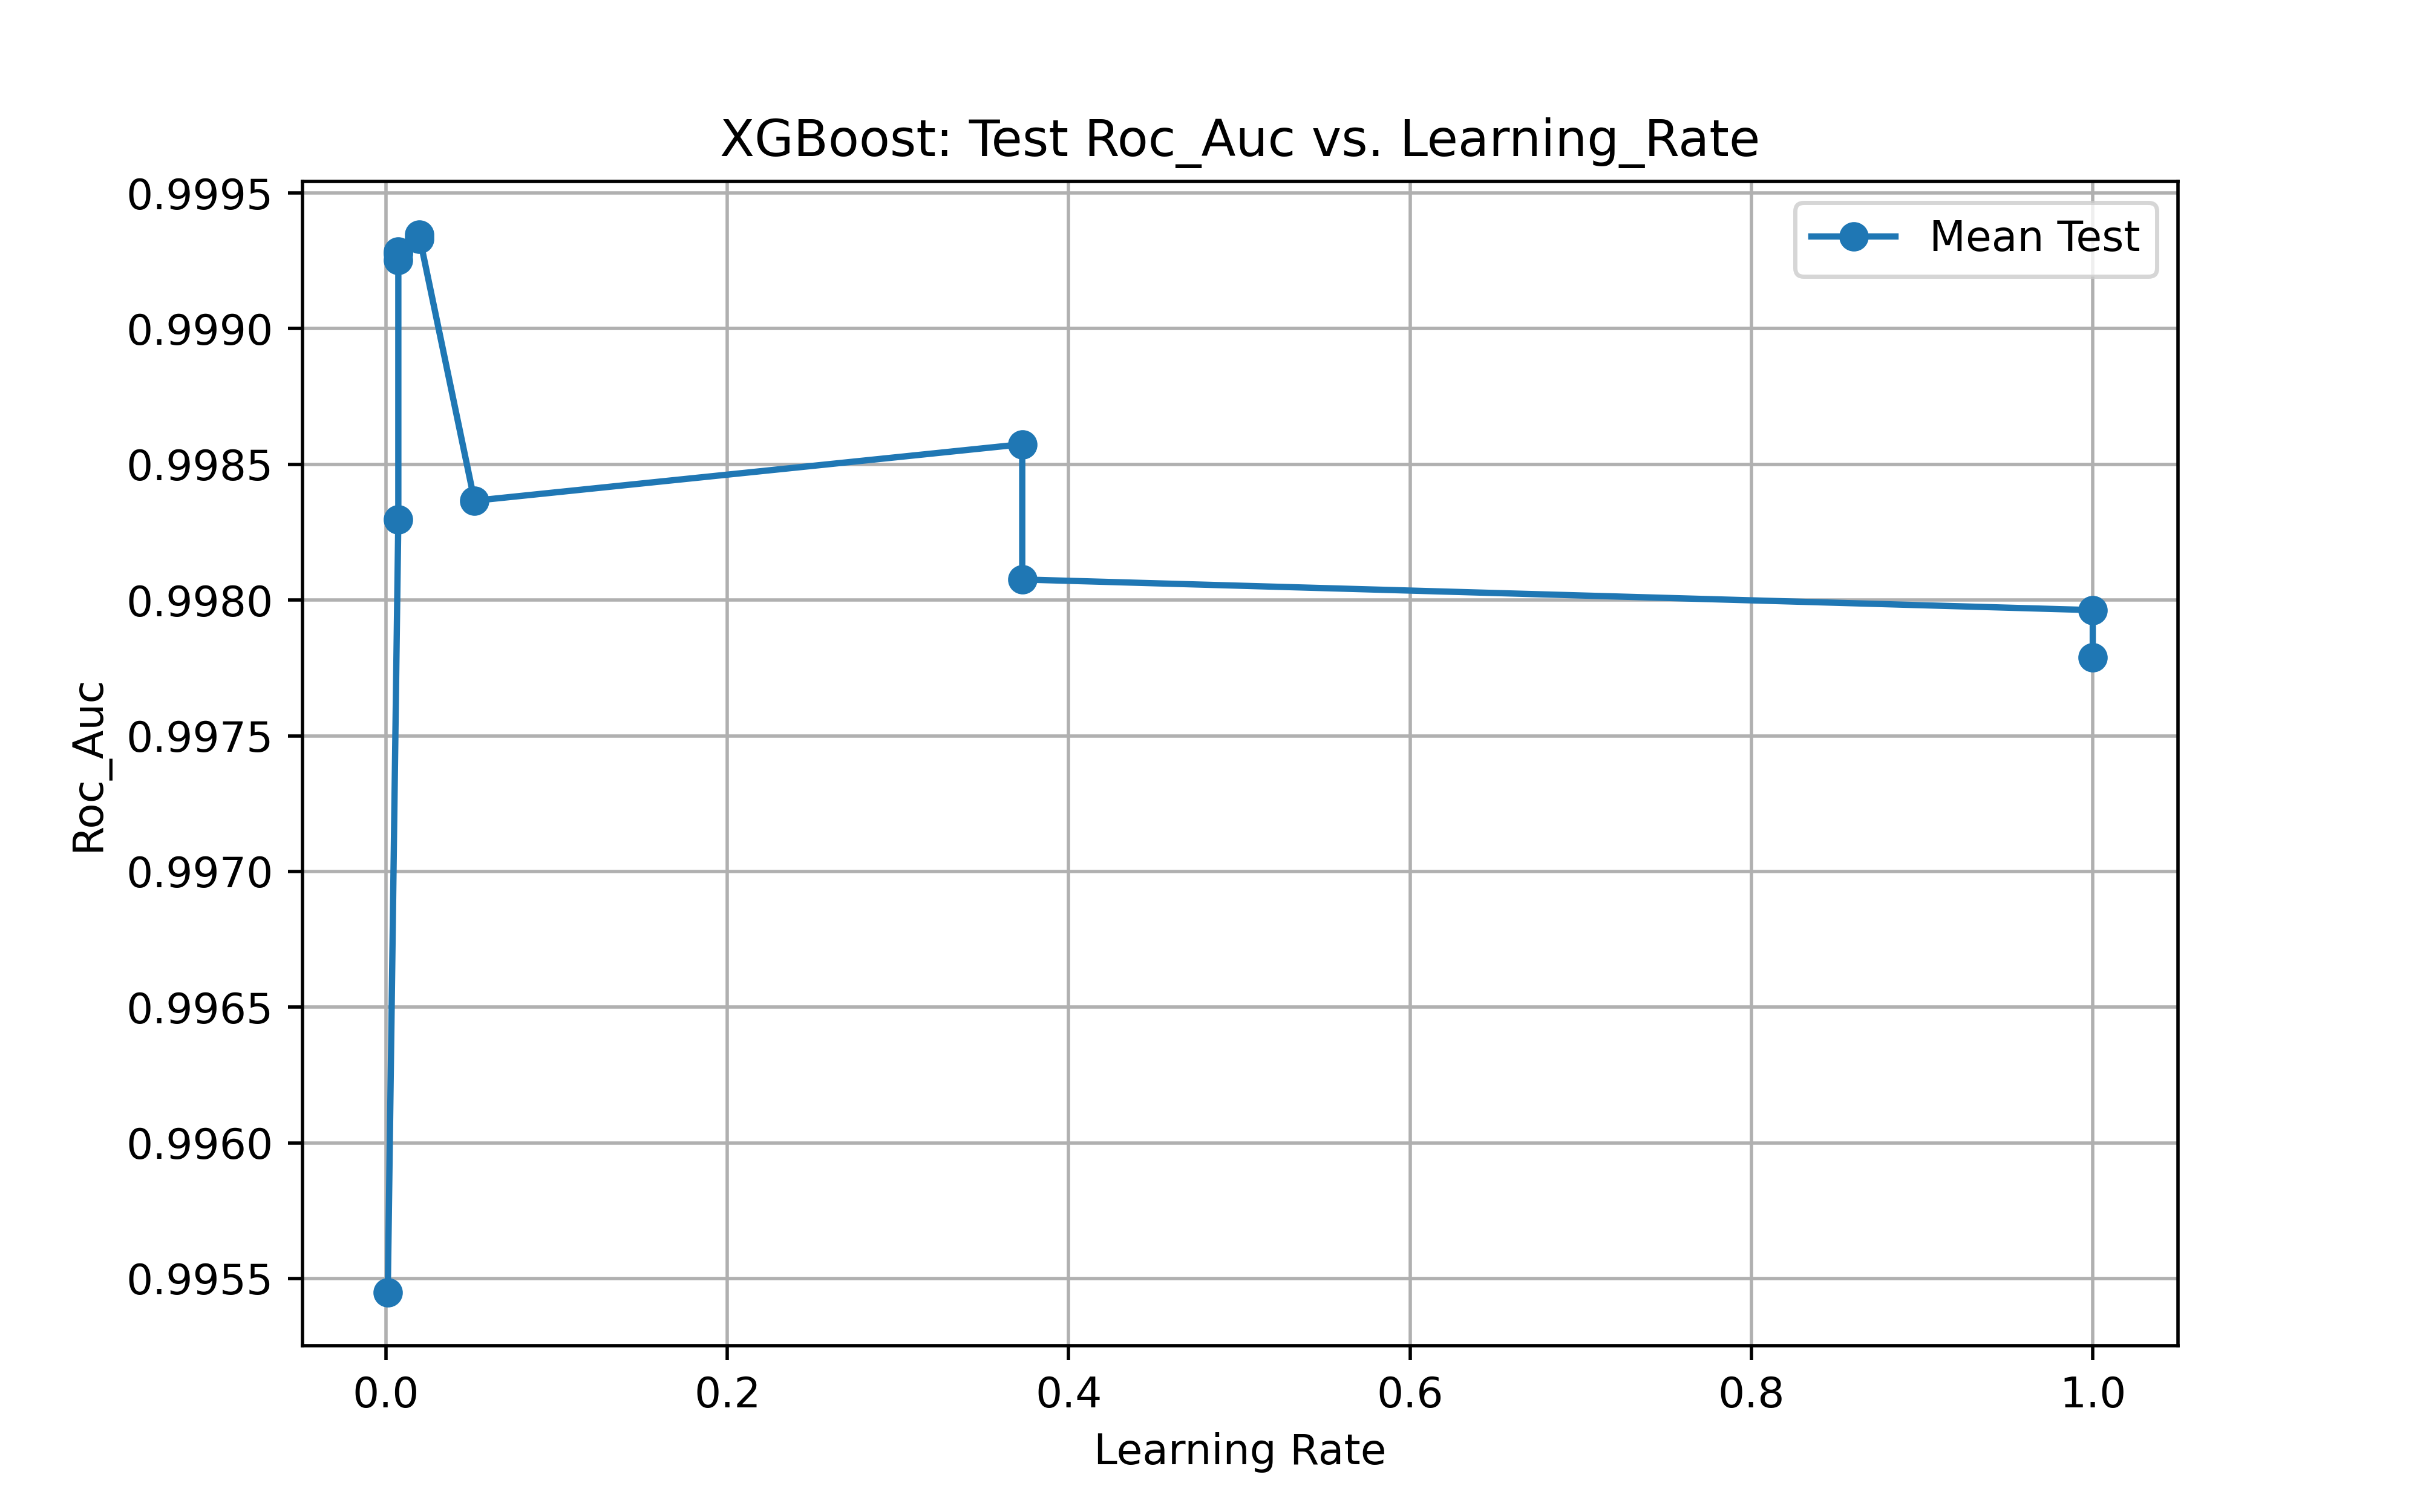 XGBoost: Test Roc_Auc vs. Learning_Rate
Mean Test
0.9995
0.9990
0.9985
0.9980
0.9975
0.9970
0.9965
0.9960
0.9955
Roc_Auc
0.0 0.2 0.4 0.6 0.8 1.0
Learning Rate